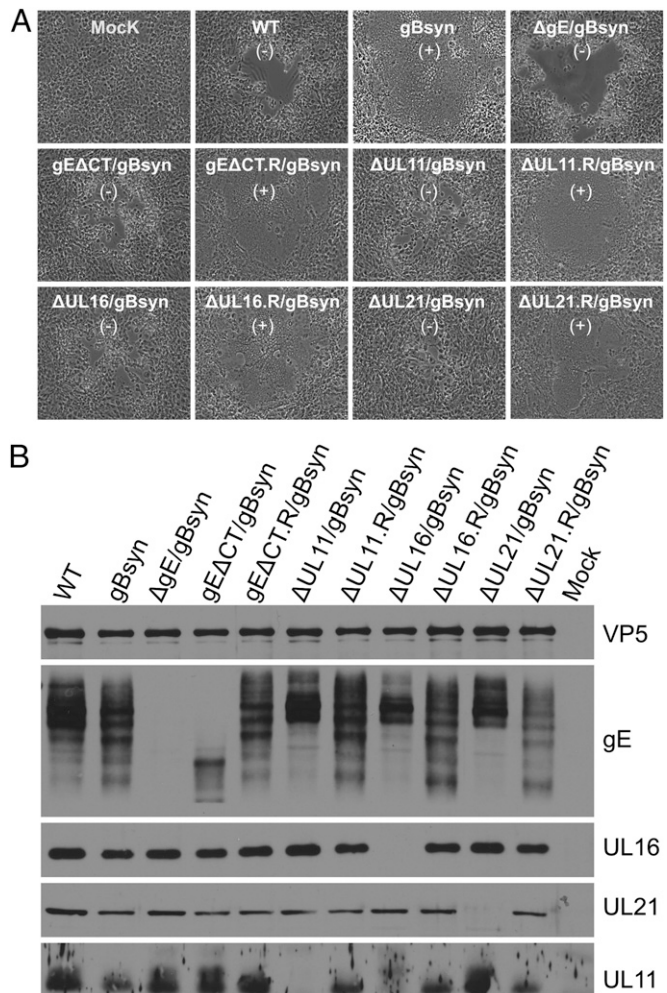 A
MocK
WT
(-)
gBsyn
(+)
ΔgE/gBsyn
(-)
gEΔCT/gBsyn
(-)
gEΔCT.R/gBsyn
(+)
ΔUL11/gBsyn
(-)
ΔUL11.R/gBsyn
(+)
ΔUL16/gBsyn
(-)
ΔUL16.R/gBsyn
(+)
ΔUL21/gBsyn
(-)
ΔUL21.R/gBsyn
(+)
B
WT
gBsyn
ΔgE/gBsyn
gEΔCT/gBsyn
gEΔCT.R/gBsyn
ΔUL11/gBsyn
ΔUL11.R/gBsyn
ΔUL16/gBsyn
ΔUL16.R/gBsyn
ΔUL21/gBsyn
ΔUL21.R/gBsyn
Mock
VP5
gE
UL16
UL21
UL11